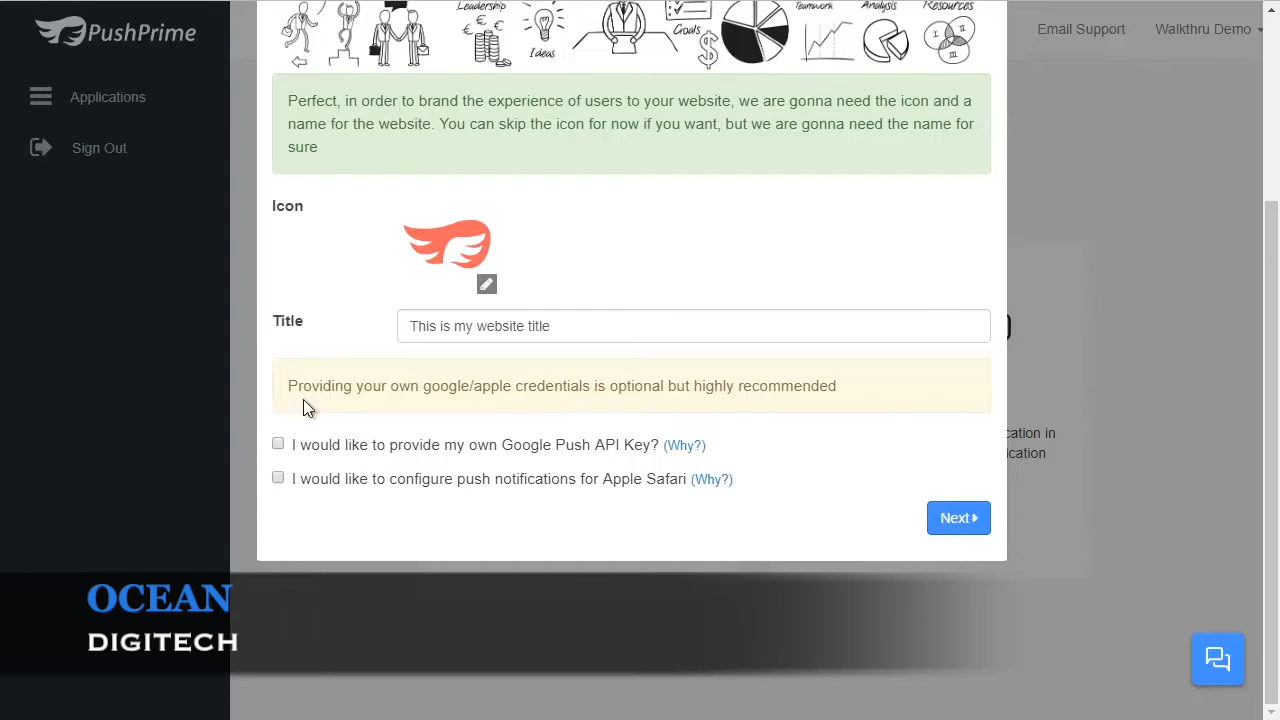 PushPrime
Applications
Sign Out
Email Support
Walkthru Demo
Leadership
Ideas
Goals
Teamwork
Analysis
Resources
I
II
III
Perfect, in order to brand the experience of users to your website, we are gonna need the icon and a
name for the website. You can skip the icon for now if you want, but we are gonna need the name for
sure
Icon
Title
This is my website title
Providing your own google/apple credentials is optional but highly recommended
I would like to provide my own Google Push API Key? (Why?)
I would like to configure push notifications for Apple Safari (Why?)
Next
cation in
ication
OCEAN
DIGITECH